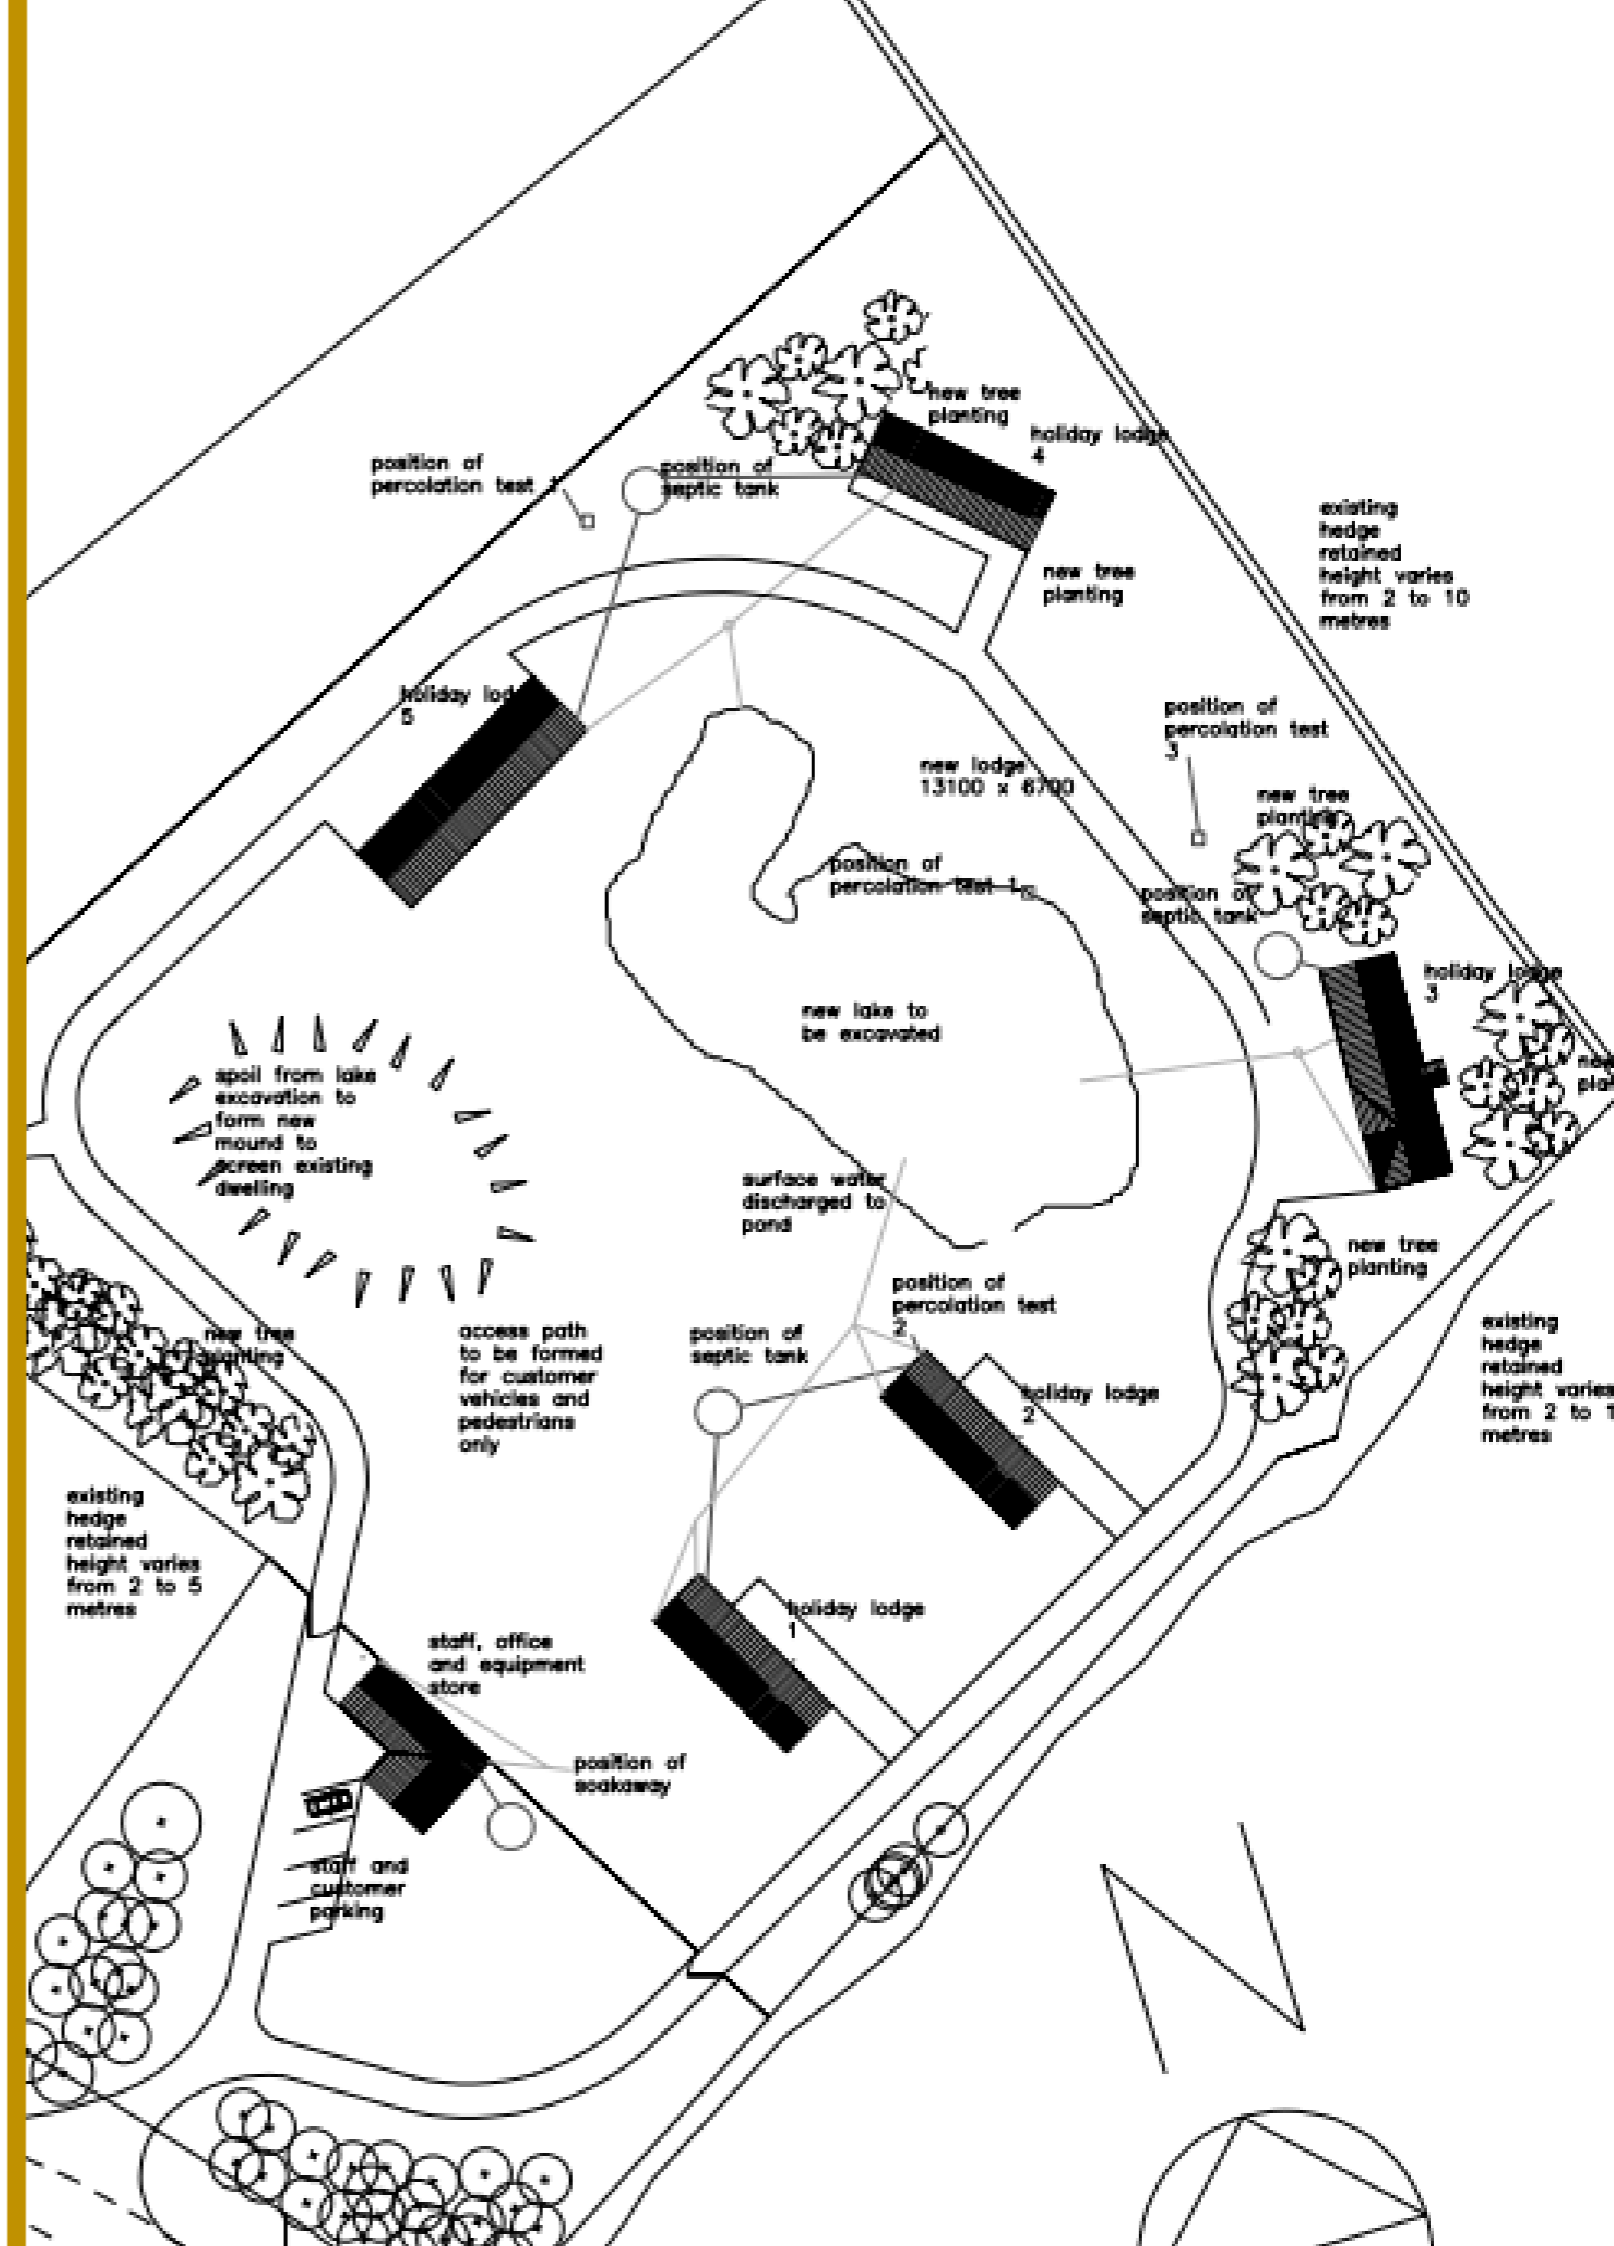 new tree
planting
holiday lodge
4
position of
percolation test
position of
septic tank
existing
hedge
retained
height varies
from 2 to 10
metres
new tree
planting
holiday lod
5
position of
percolation test
3
new lodge
13100 x 6700
new tree
planting
position of
percolation test 1
position of
septic tank
holiday lodge
3
new lake to
be excavated
new
plan
spoil from lake
excavation to
form new
mound to
screen existing
dwelling
surface water
discharged to
pond
new tree
planting
position of
percolation test
2
existing
hedge
retained
height varies
from 2 to 1
metres
new tree
planting
access path
to be formed
for customer
vehicles and
pedestrians
only
position of
septic tank
holiday lodge
2
existing
hedge
retained
height varies
from 2 to 5
metres
holiday lodge
1
staff, office
and equipment
store
position of
soakaway
staff and
customer
parking
N